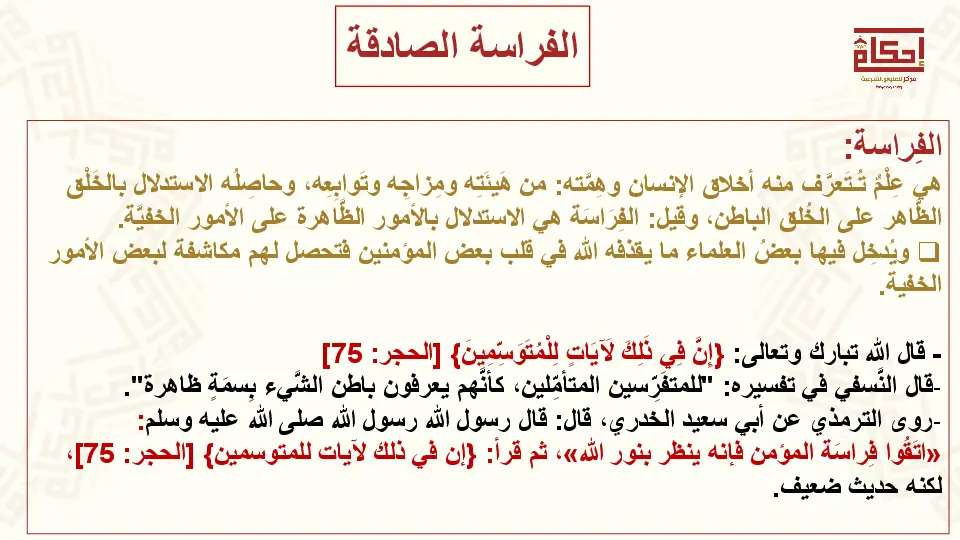 الفراسة الصادقة
إحكام
مركز للعلوم الشرعية
الفِراسة:
هي عِلْمٌ تُتَعرَّف منه أخلاق الإنسان وهِمَّته: من هَيئَتِه ومِزاجِه وتَوابِعِه، وحاصِلُه الاستدلال بالخَلْق
الظَّاهر على الخُلق الباطن، وقيل: الفِرَاسَة هي الاستدلال بالأمور الظَّاهرة على الأمور الخفيَّة.
❑ ويُدخِل فيها بعضُ العلماء ما يقذفه الله في قلب بعض المؤمنين فتحصل لهم مكاشفة لبعض الأمور
الخفية.
- قال الله تبارك وتعالى: {إِنَّ فِي ذَلِكَ لَآيَاتٍ لِلْمُتَوَسِّمِينَ} [الحجر: 75]
-قال النَّسفي في تفسيره: "للمتفَرِّسين المتأمِّلين، كأنَّهم يعرفون باطن الشَّيء بِسمَةٍ ظاهرة".
-روى الترمذي عن أبي سعيد الخدري، قال: قال رسول الله رسول الله صلى الله عليه وسلم:
«اتَقُوا فِراسَة المؤمن فإنه ينظر بنور الله»، ثم قرأ: {إن في ذلك لآيات للمتوسمين} [الحجر: 75]،
لكنه حديث ضعيف.